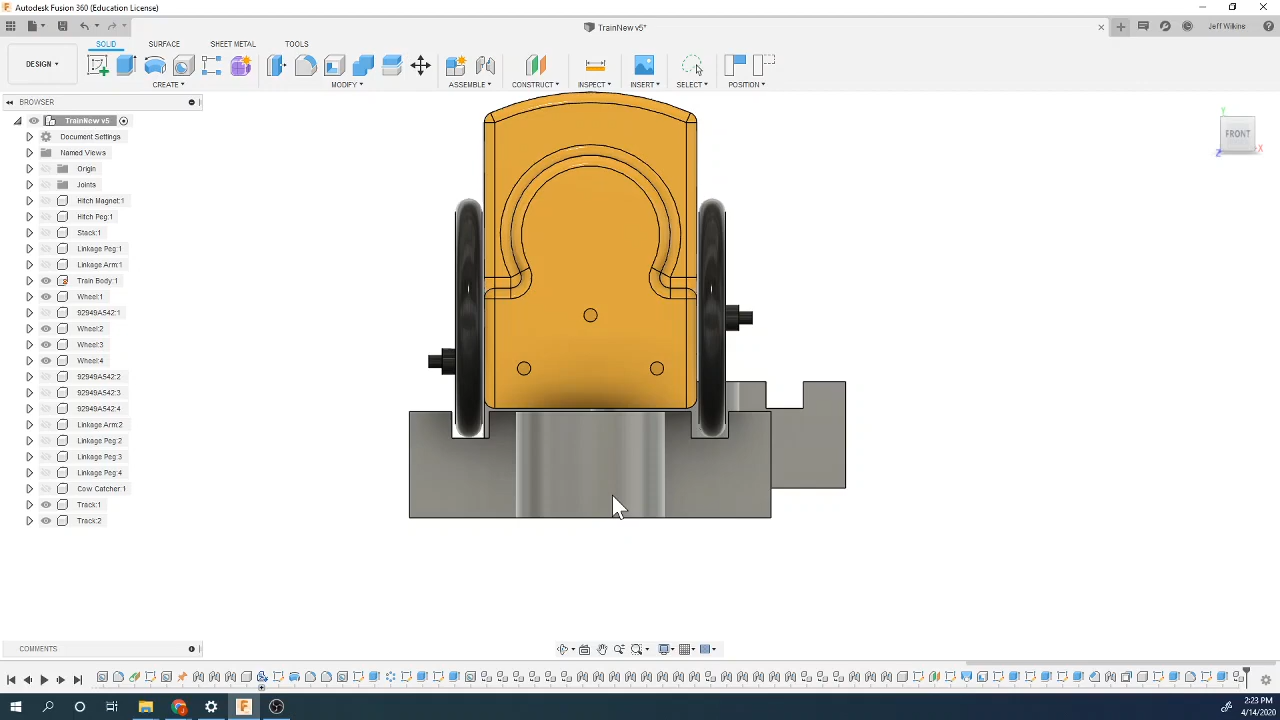 Autodesk Fusion 360 (Education License)
TrainNew v5*
Jeff Wilkins
SOLID SURFACE SHEET METAL TOOLS
DESIGN
CREATE MODIFY ASSEMBLE CONSTRUCT INSPECT INSERT SELECT POSITION
BROWSER
TrainNew v5
Document Settings
Named Views
Origin
Joints
Hitch Magnet:1
Hitch Peg:1
Stack:1
Linkage Peg:1
Linkage Arm:1
Train Body:1
Wheel:1
92949A542:1
Wheel:2
Wheel:3
Wheel:4
92949A542:2
92949A542:3
92949A542:4
Linkage Arm:2
Linkage Peg:2
Linkage Peg:3
Linkage Peg:4
Cow Catcher:1
Track:1
Track:2
Y
FRONT
Z
X
COMMENTS
2:23 PM
4/14/2020